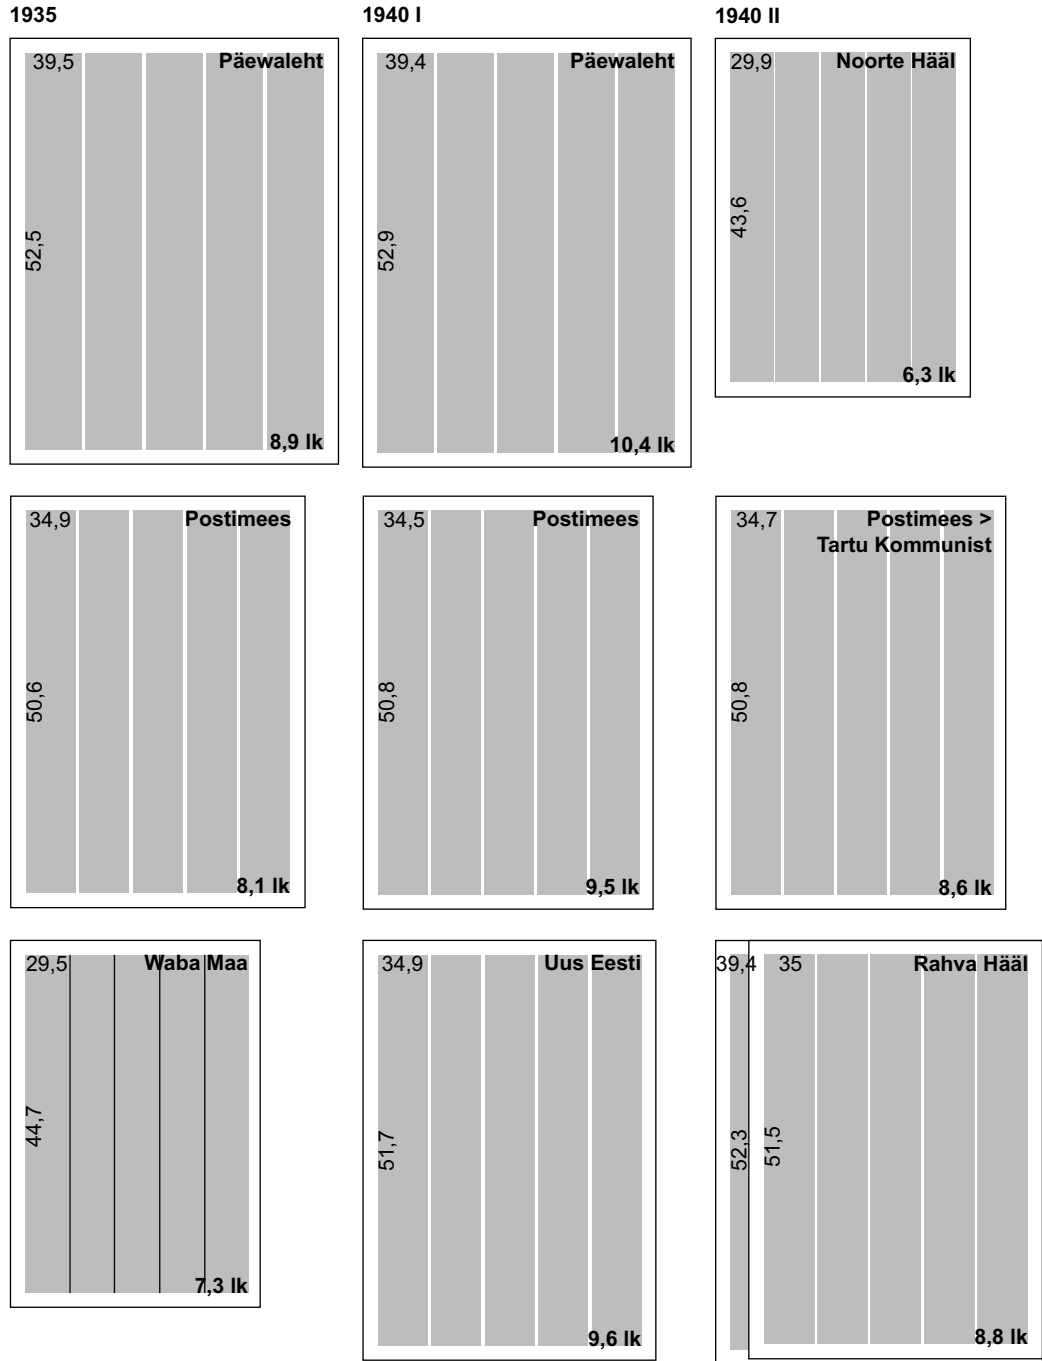 1935
1940 I
1940 II
39,5
Päewaleht
52,5
8,9 lk
39,4
Päewaleht
52,9
10,4 lk
29,9
Noorte Hääl
43,6
6,3 lk
34,9
Postimees
50,6
8,1 lk
34,5
Postimees
50,8
9,5 lk
34,7
Postimees >
Tartu Kommunist
50,8
8,6 lk
29,5
Waba Maa
44,7
7,3 lk
34,9
Uus Eesti
51,7
9,6 lk
39,4
35
Rahva Hääl
52,3
51,5
8,8 lk